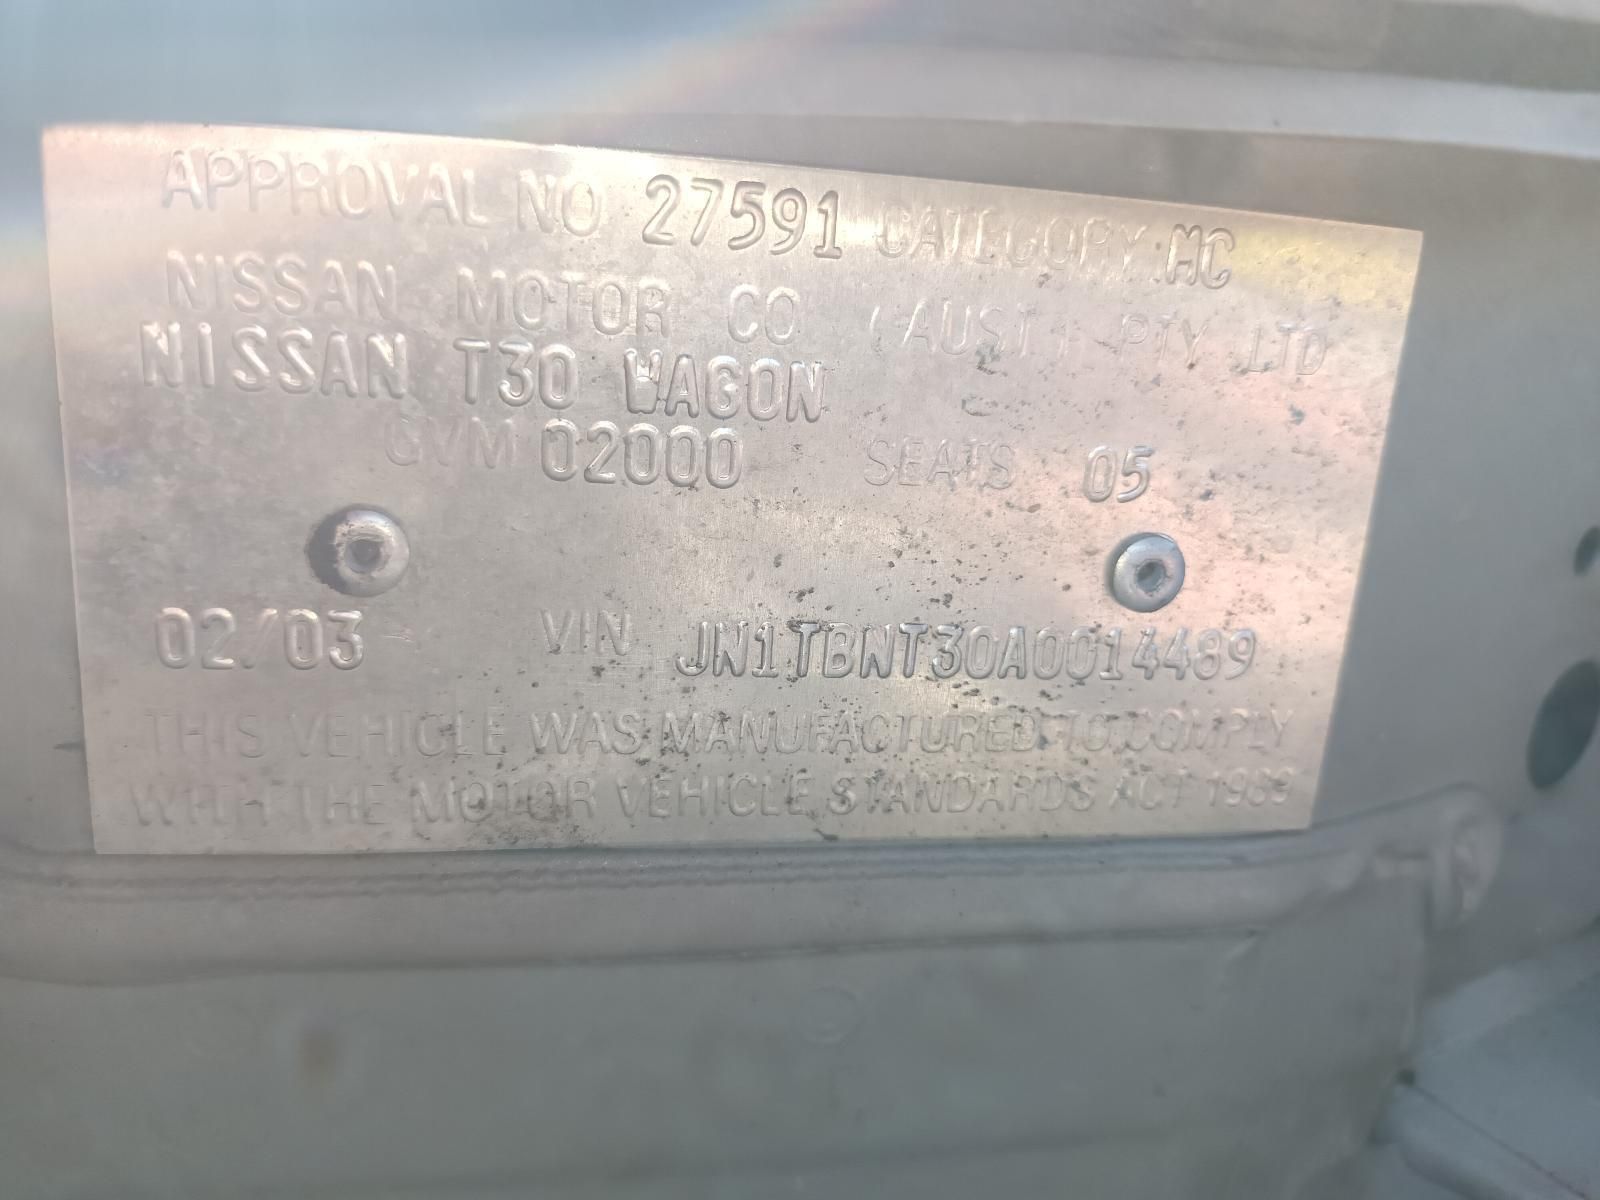 APPROVAL NO 27591 CATEGORY MC
NISSAN MOTOR CO (AUST) PTY LTD
NISSAN T30 WAGON
GVM 02000 SEATS 05
02/03 VIN JN1TBNT30A0014489
THIS VEHICLE WAS MANUFACTURED TO COMPLY
WITH THE MOTOR VEHICLE STANDARDS ACT 1989